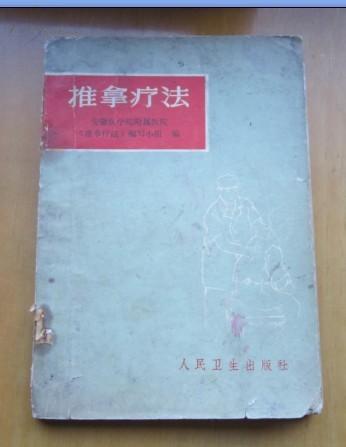 推拿疗法
安徽医学院附属医院
《推拿疗法》编写小组 编
人民卫生出版社